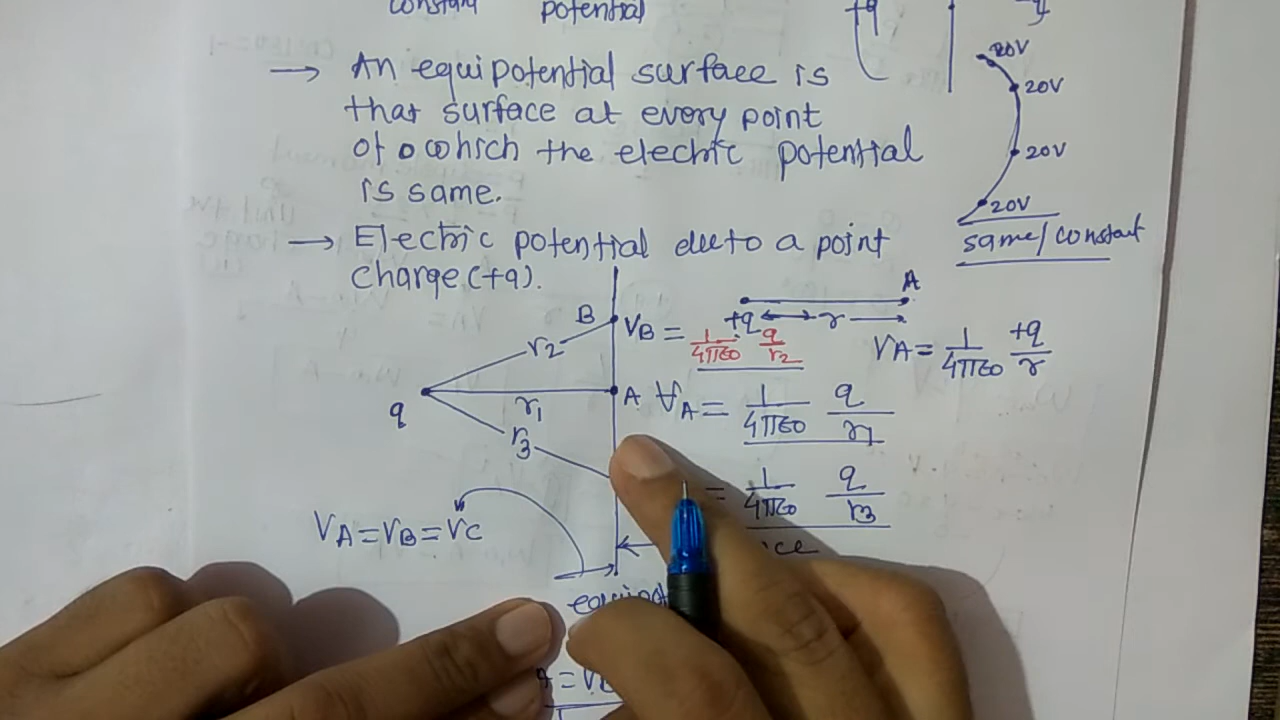 constant potential
+q
→ An equipotential surface is
that surface at every point
of which the electric potential
is same.
20V
20V
20V
20V
same/constant
→ Electric potential due to a point
charge (+q).
A
+q r
VA = 1/4πε0 +q/r
B VB = 1/4πε0 q/r2
r2
q r1 A VA = 1/4πε0 q/r1
r3
= 1/4πε0 q/r3
VA = VB = VC